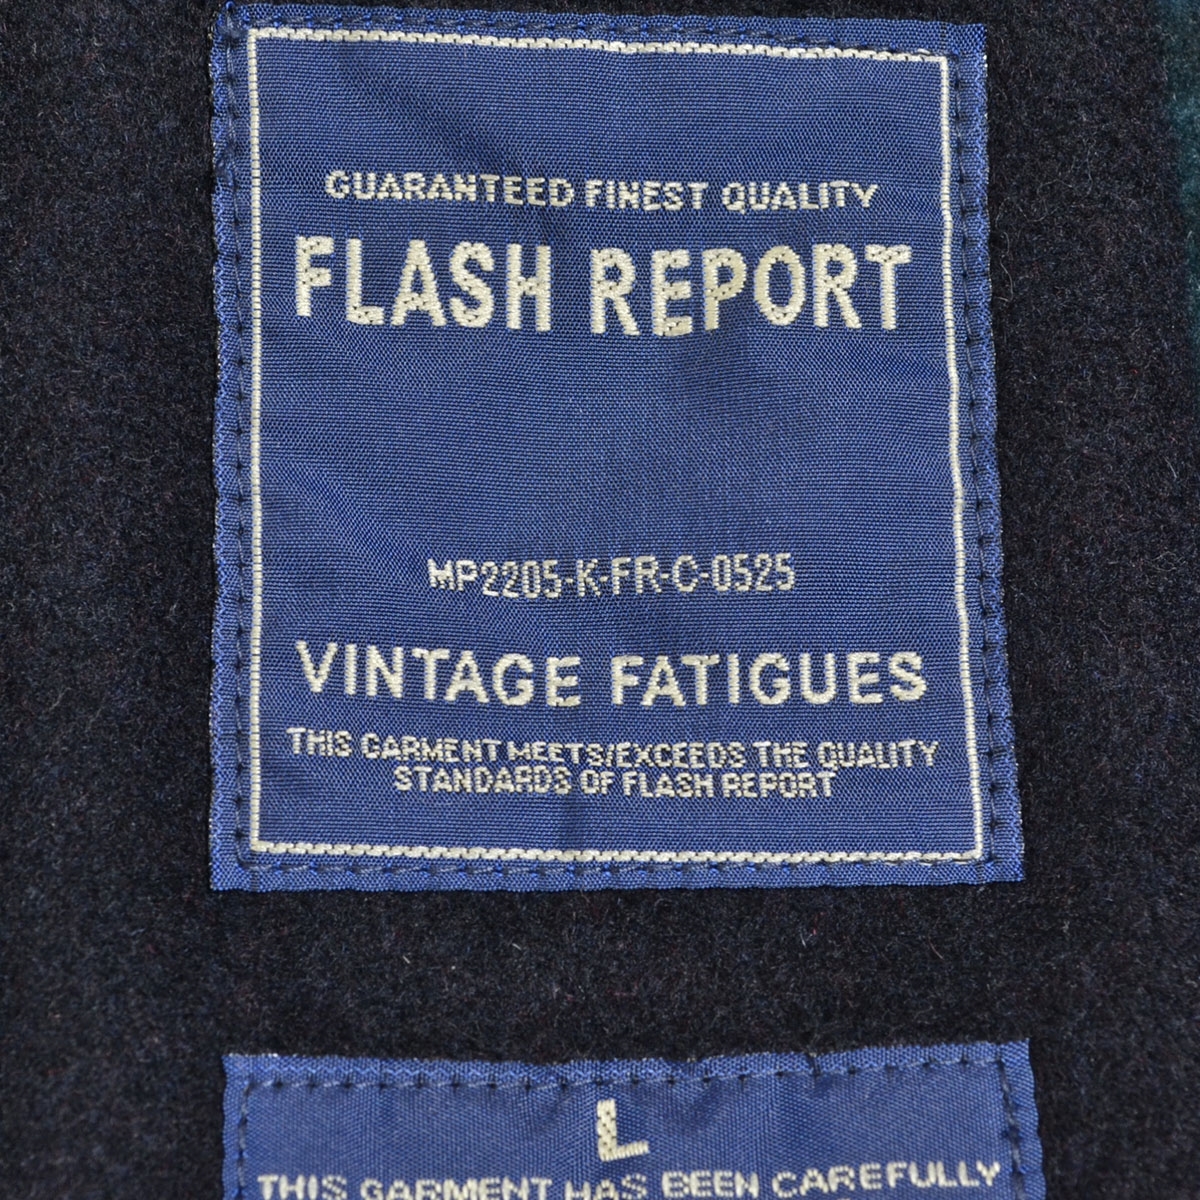 GUARANTEED FINEST QUALITY
FLASH REPORT
MP2205-K-FR-C-0525
VINTAGE FATIGUES
THIS GARMENT MEETS/EXCEEDS THE QUALITY
STANDARDS OF FLASH REPORT
L
THIS GARMENT HAS BEEN CAREFULLY